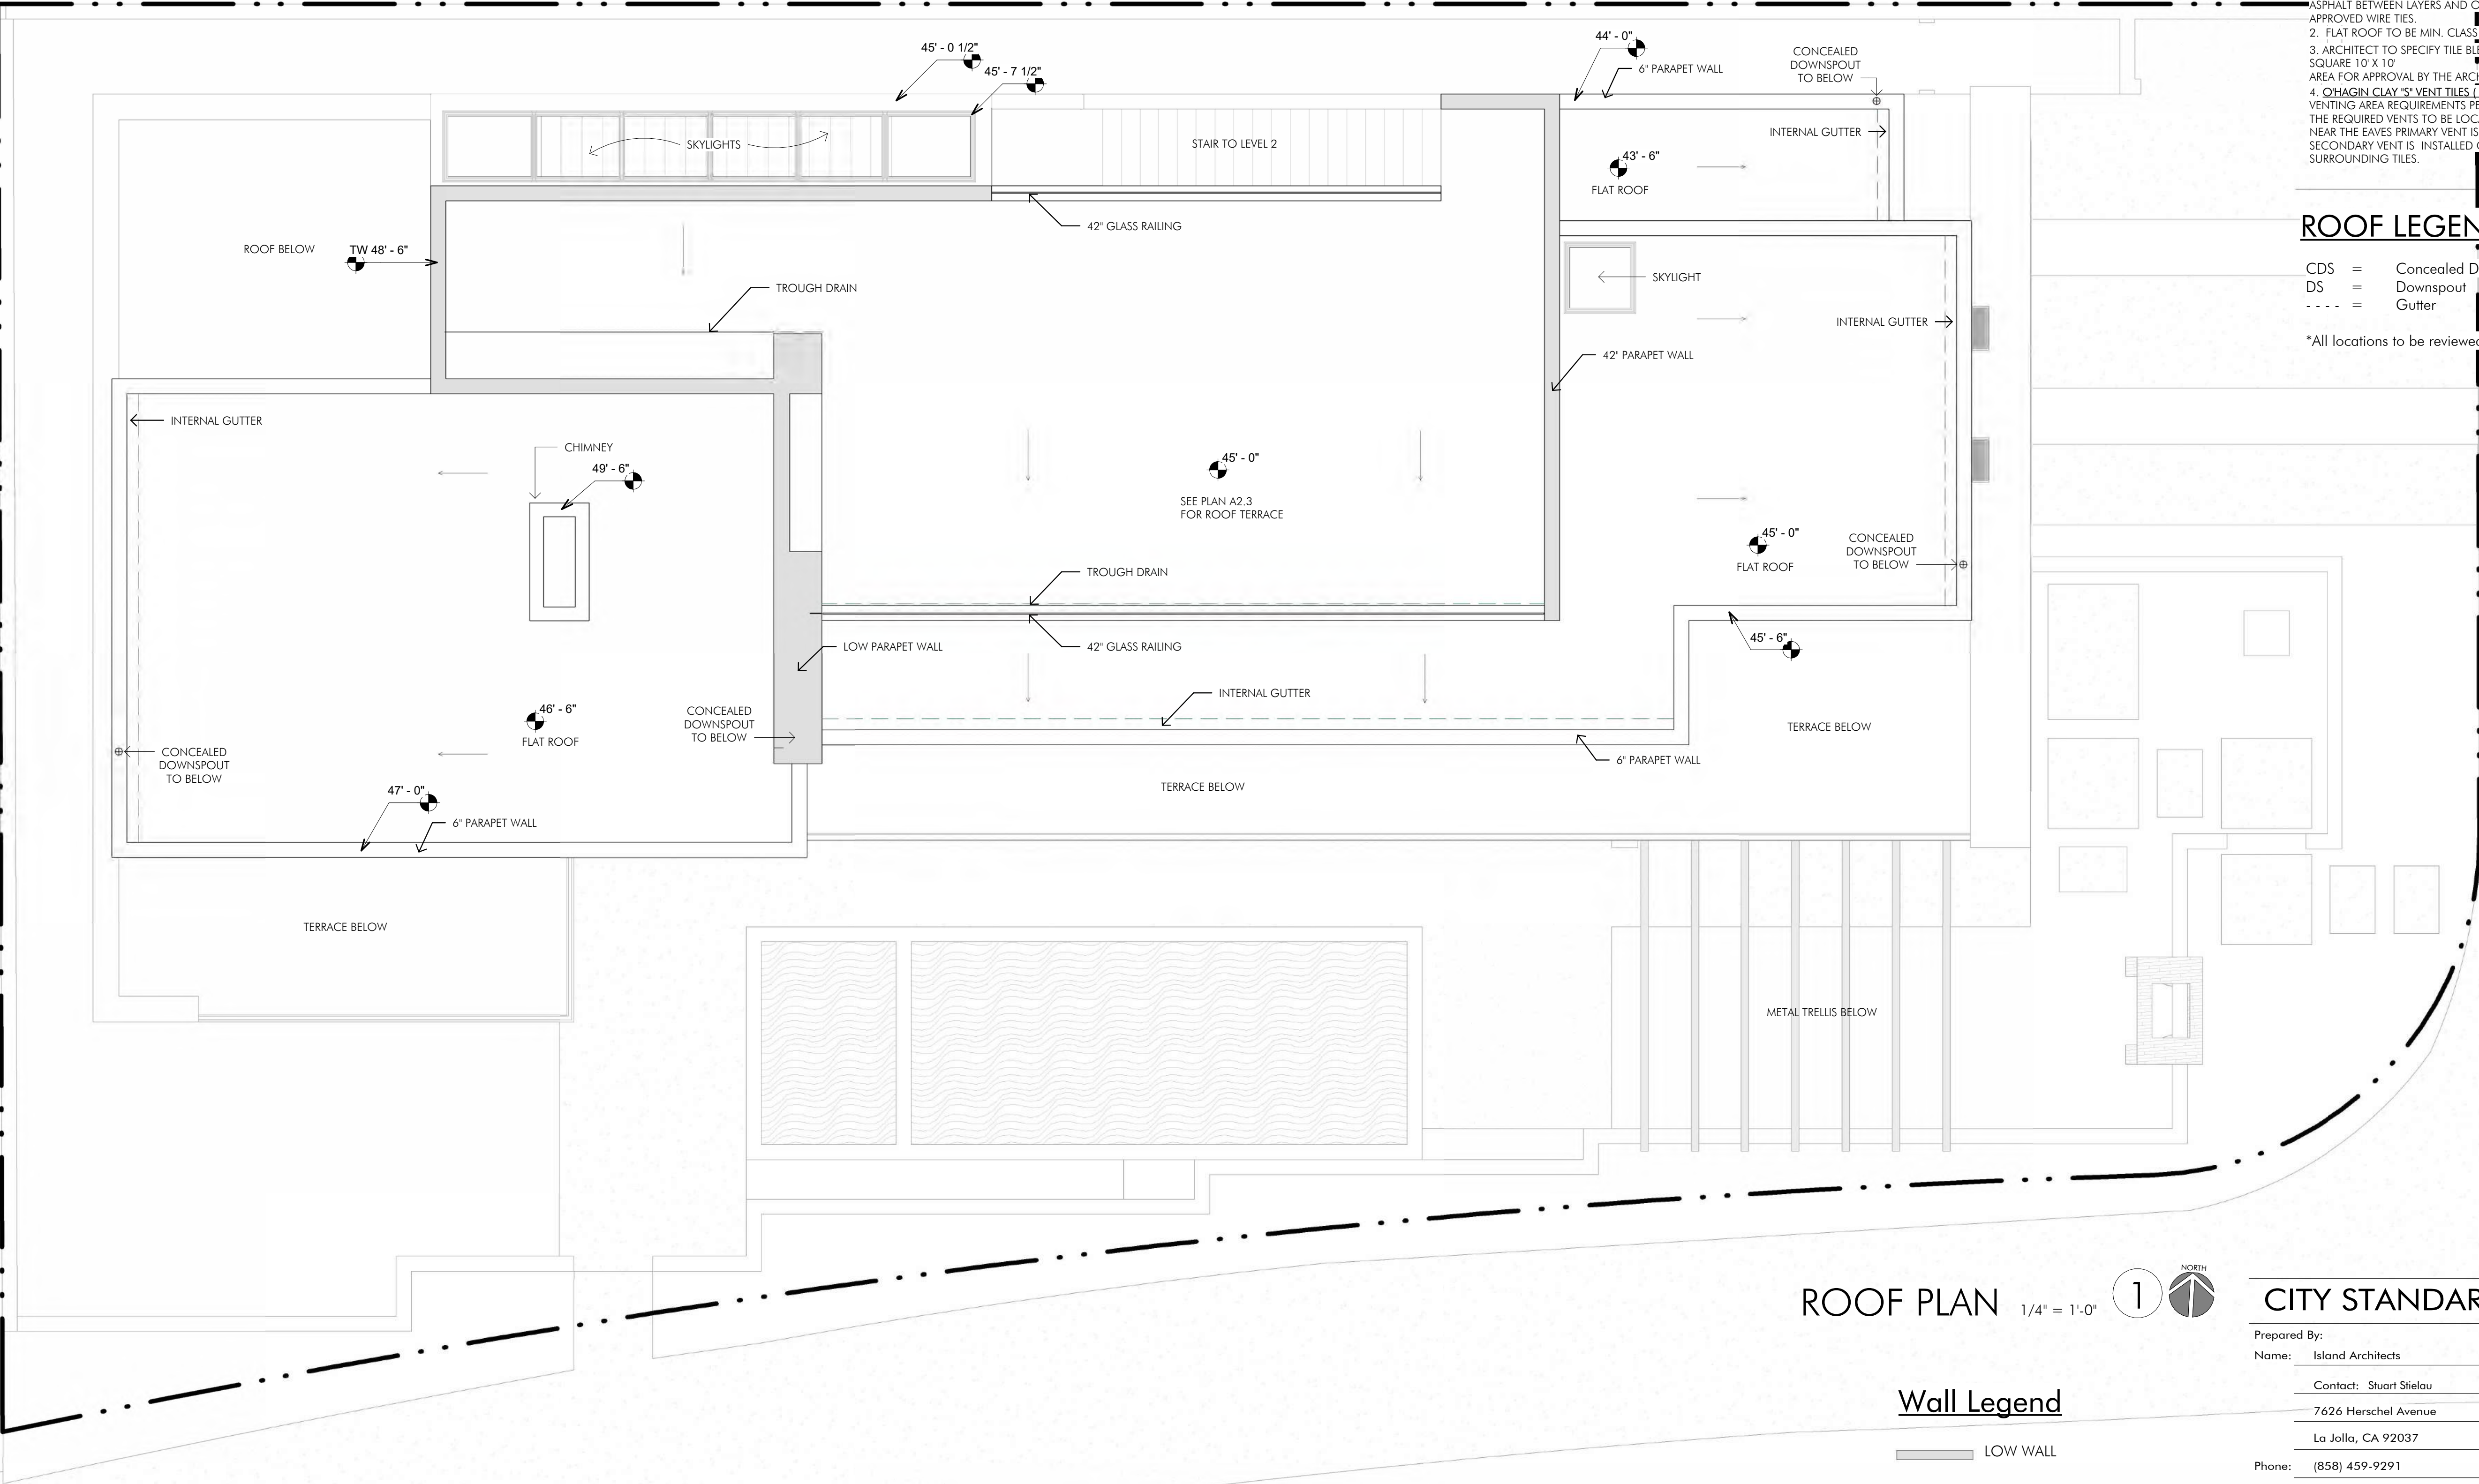 ASPHALT BETWEEN LAYERS AND
APPROVED WIRE TIES.
2. FLAT ROOF TO BE MIN. CLASS
3. ARCHITECT TO SPECIFY TILE
SQUARE 10' X 10'
AREA FOR APPROVAL BY THE
4. O'HAGIN CLAY "S" VENT TILES (
VENTING AREA REQUIREMENTS
THE REQUIRED VENTS TO BE
NEAR THE EAVES PRIMARY VENT IS
SECONDARY VENT IS INSTALLED
SURROUNDING TILES.
ROOF
CDS = Concealed
DS = Downspout
- - - - = Gutter
*All locations to be reviewed
45' - 0 1/2"
45' - 7 1/2"
44' - 0"
6" PARAPET WALL
CONCEALED
DOWNSPOUT
TO BELOW
SKYLIGHTS
STAIR TO LEVEL 2
INTERNAL GUTTER
43' - 6"
FLAT ROOF
42" GLASS RAILING
ROOF BELOW
TW 48' - 6"
TROUGH DRAIN
SKYLIGHT
INTERNAL GUTTER
42" PARAPET WALL
INTERNAL GUTTER
CHIMNEY
49' - 6"
45' - 0"
SEE PLAN A2.3
FOR ROOF TERRACE
45' - 0"
FLAT ROOF
CONCEALED
DOWNSPOUT
TO BELOW
TROUGH DRAIN
LOW PARAPET WALL
42" GLASS RAILING
45' - 6"
INTERNAL GUTTER
46' - 6"
FLAT ROOF
CONCEALED
DOWNSPOUT
TO BELOW
TERRACE BELOW
CONCEALED
DOWNSPOUT
TO BELOW
6" PARAPET WALL
TERRACE BELOW
47' - 0"
6" PARAPET WALL
TERRACE BELOW
METAL TRELLIS BELOW
ROOF PLAN 1/4" = 1'-0" 1
NORTH
Wall Legend
LOW WALL
CITY
Prepared By:
Name: Island Architects
Contact: Stuart Stielau
7626 Herschel Avenue
La Jolla, CA 92037
Phone: (858) 459-9291